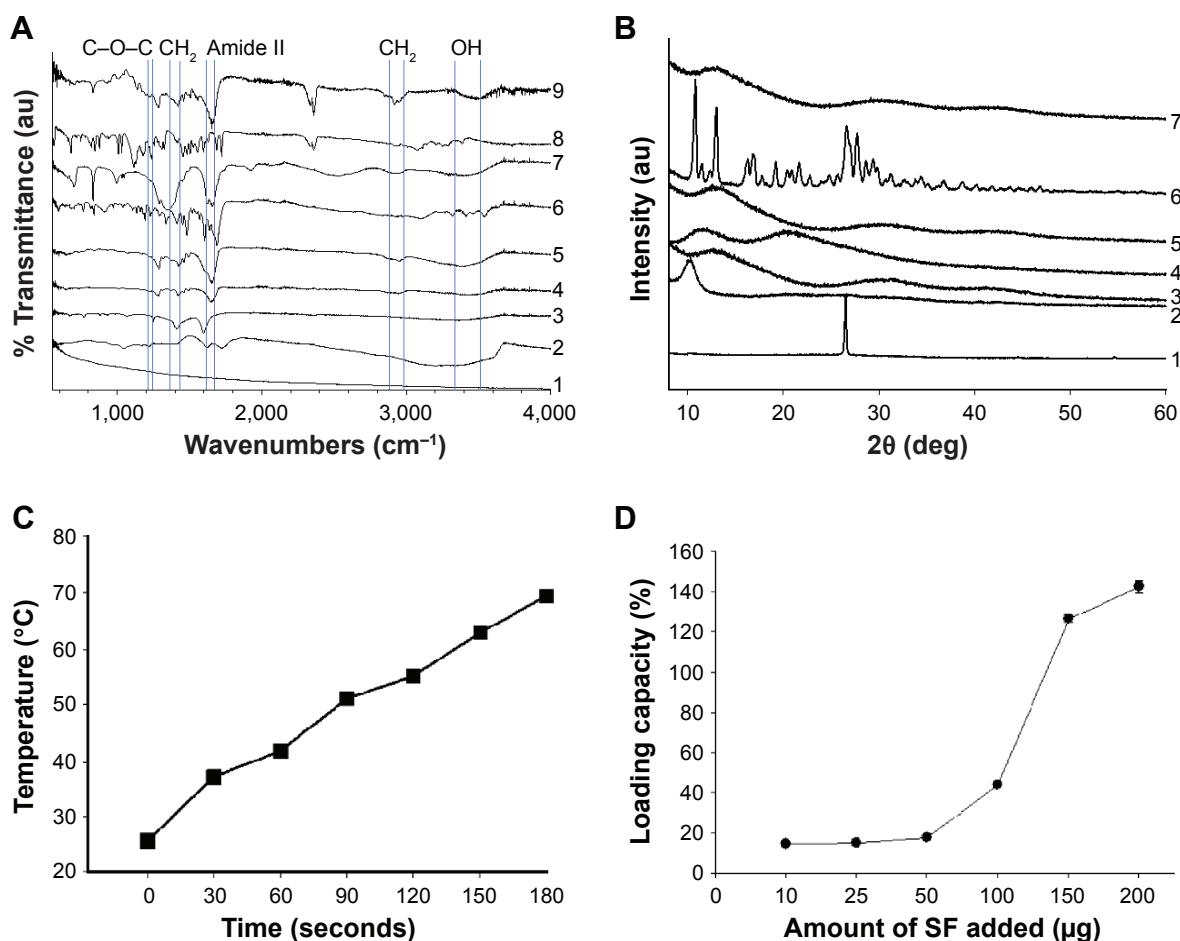 A
C–O–C CH₂ Amide II CH₂ OH
% Transmittance (au)
9
8
7
6
5
4
3
2
1
1,000 2,000 3,000 4,000
Wavenumbers (cm⁻¹)
B
Intensity (au)
7
6
5
4
3
2
1
10 20 30 40 50 60
2θ (deg)
C
Temperature (°C)
80
70
60
50
40
30
20
0 30 60 90 120 150 180
Time (seconds)
D
Loading capacity (%)
160
140
120
100
80
60
40
20
0
0 10 25 50 100 150 200
Amount of SF added (µg)